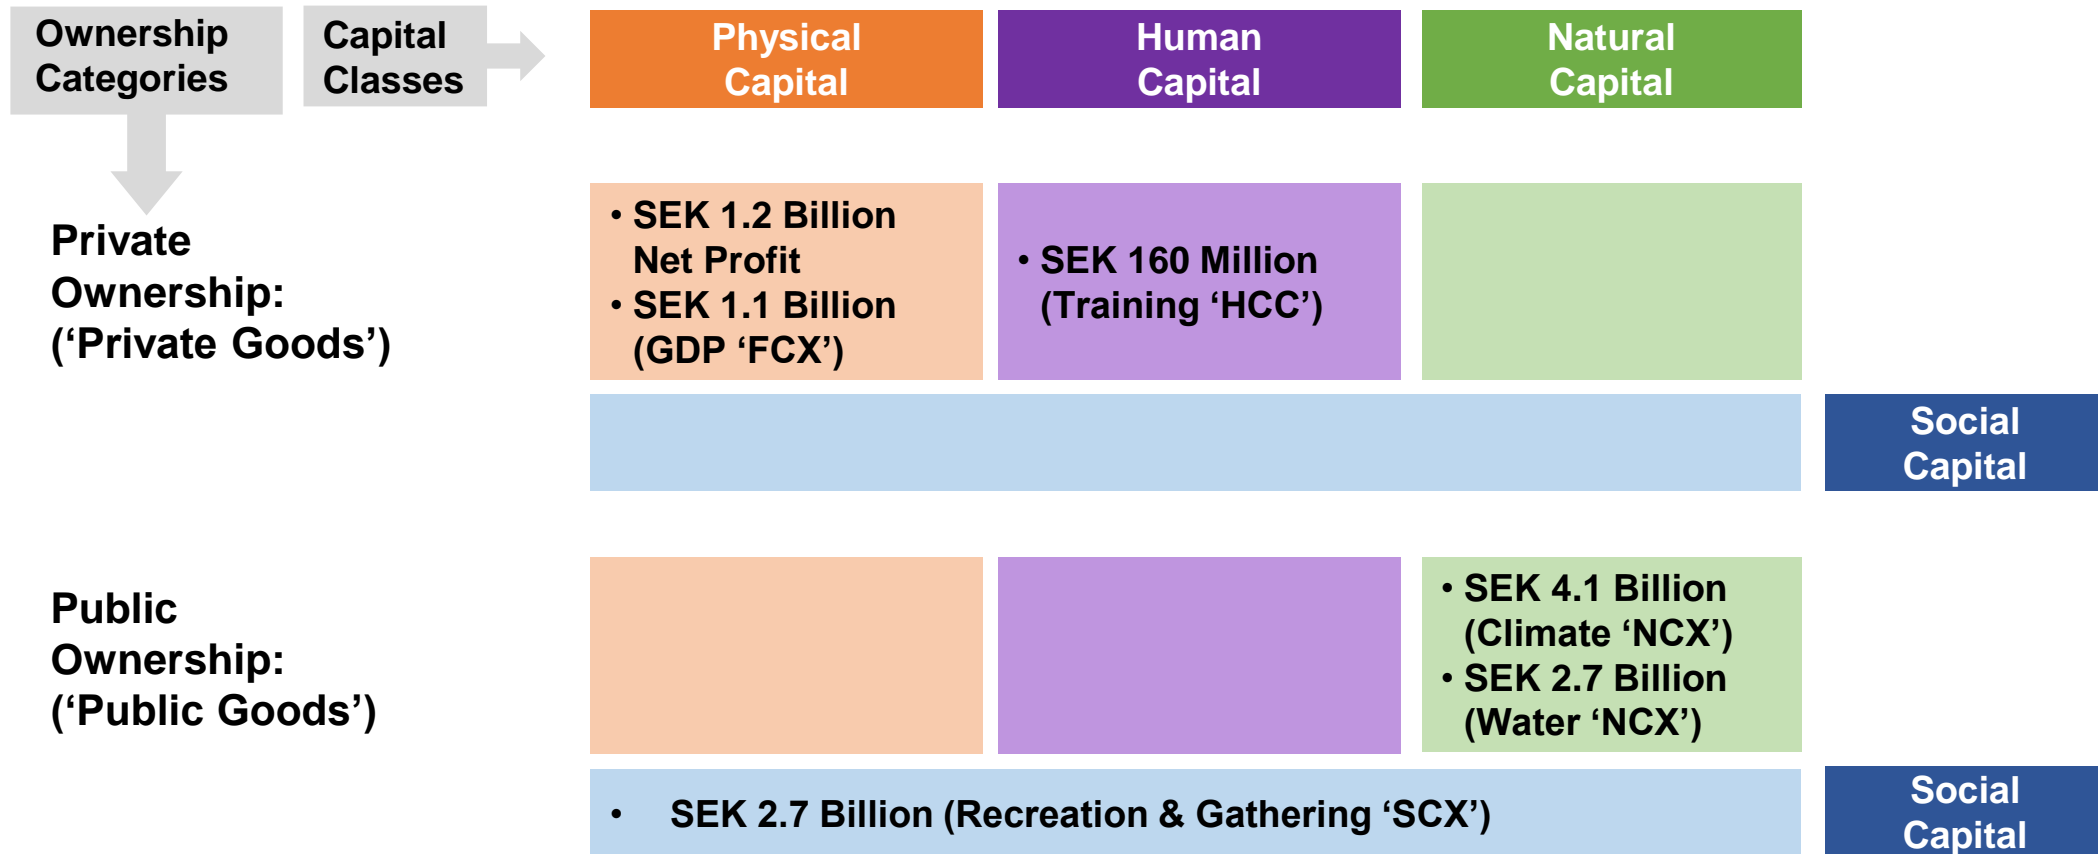 Ownership
Categories
Capital
Classes
Physical
Capital
Human
Capital
Natural
Capital
Private
Ownership:
(‘Private Goods’)
• SEK 1.2 Billion
Net Profit
• SEK 1.1 Billion
(GDP ‘FCX’)
• SEK 160 Million
(Training ‘HCC’)
Social
Capital
Public
Ownership:
(‘Public Goods’)
• SEK 4.1 Billion
(Climate ‘NCX’)
• SEK 2.7 Billion
(Water ‘NCX’)
• SEK 2.7 Billion (Recreation & Gathering ‘SCX’)
Social
Capital